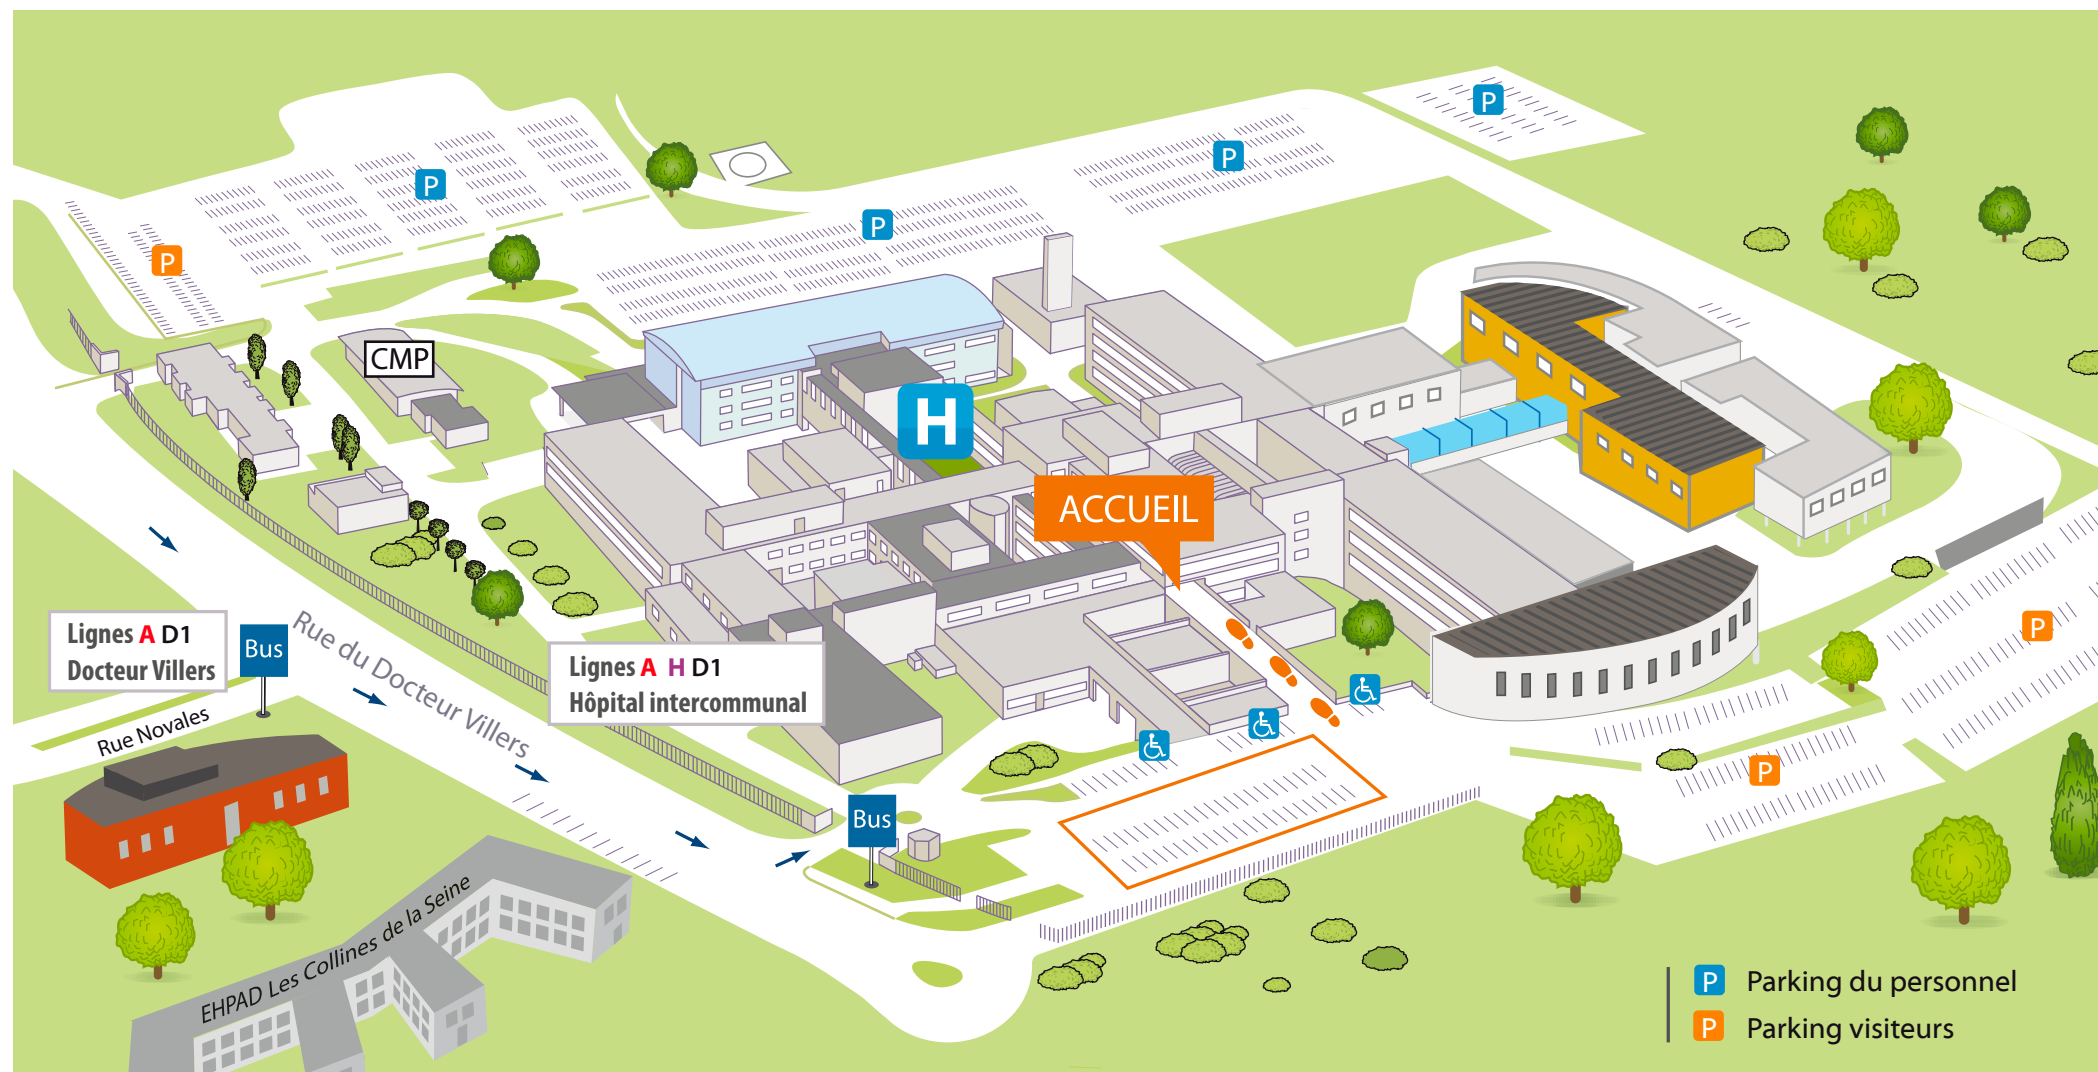 P
P
P
P
P
CMP
H
ACCUEIL
Lignes A D1
Docteur Villers
Bus
Rue du Docteur Villers
Lignes A H D1
Hôpital intercommunal
P
Rue Novales
P
Bus
EHPAD Les Collines de la Seine
P Parking du personnel
P Parking visiteurs